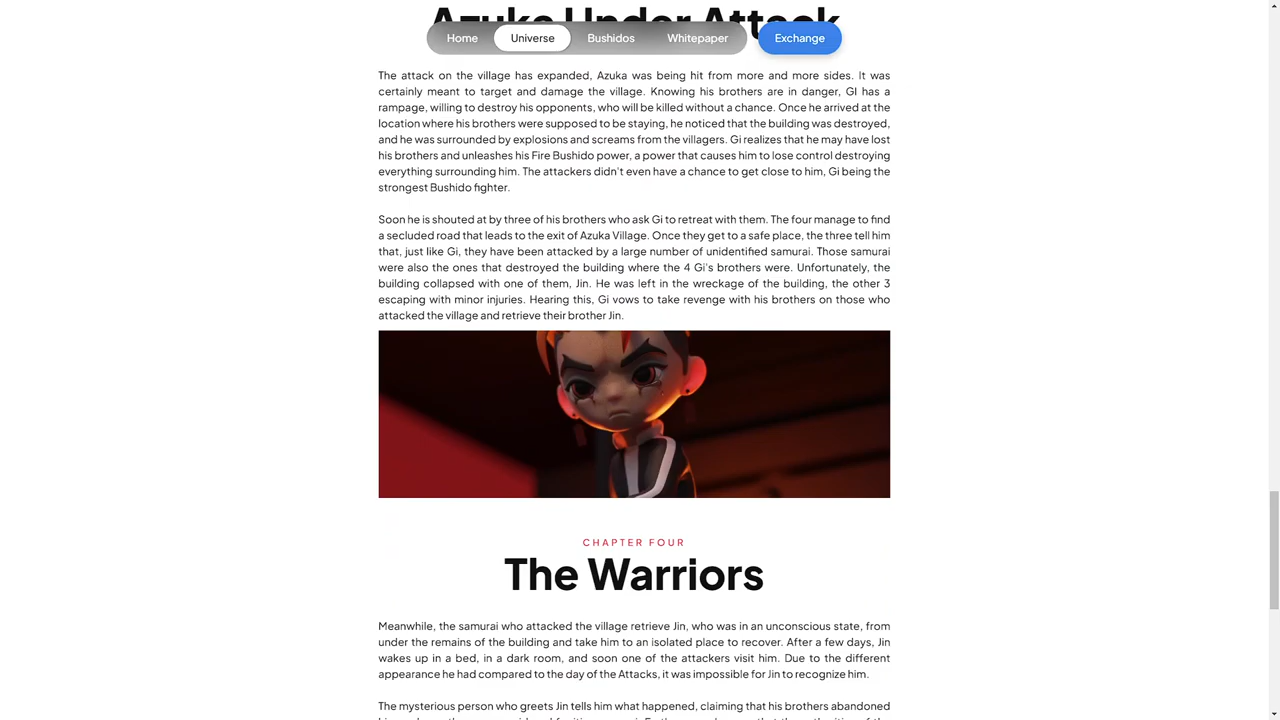 Azuka Under Attack
Home
Universe
Bushidos
Whitepaper
Exchange
The attack on the village has expanded, Azuka was being hit from more and more sides. It was
certainly meant to target and damage the village. Knowing his brothers are in danger, GI has a
rampage, willing to destroy his opponents, who will be killed without a chance. Once he arrived at the
location where his brothers were supposed to be staying, he noticed that the building was destroyed,
and he was surrounded by explosions and screams from the villagers. Gi realizes that he may have lost
his brothers and unleashes his Fire Bushido power, a power that causes him to lose control destroying
everything surrounding him. The attackers didn't even have a chance to get close to him, Gi being the
strongest Bushido fighter.
Soon he is shouted at by three of his brothers who ask Gi to retreat with them. The four manage to find
a secluded road that leads to the exit of Azuka Village. Once they get to a safe place, the three tell him
that, just like Gi, they have been attacked by a large number of unidentified samurai. Those samurai
were also the ones that destroyed the building where the 4 Gi's brothers were. Unfortunately, the
building collapsed with one of them, Jin. He was left in the wreckage of the building, the other 3
escaping with minor injuries. Hearing this, Gi vows to take revenge with his brothers on those who
attacked the village and retrieve their brother Jin.
CHAPTER FOUR
The Warriors
Meanwhile, the samurai who attacked the village retrieve Jin, who was in an unconscious state, from
under the remains of the building and take him to an isolated place to recover. After a few days, Jin
wakes up in a bed, in a dark room, and soon one of the attackers visit him. Due to the different
appearance he had compared to the day of the Attacks, it was impossible for Jin to recognize him.
The mysterious person who greets Jin tells him what happened, claiming that his brothers abandoned